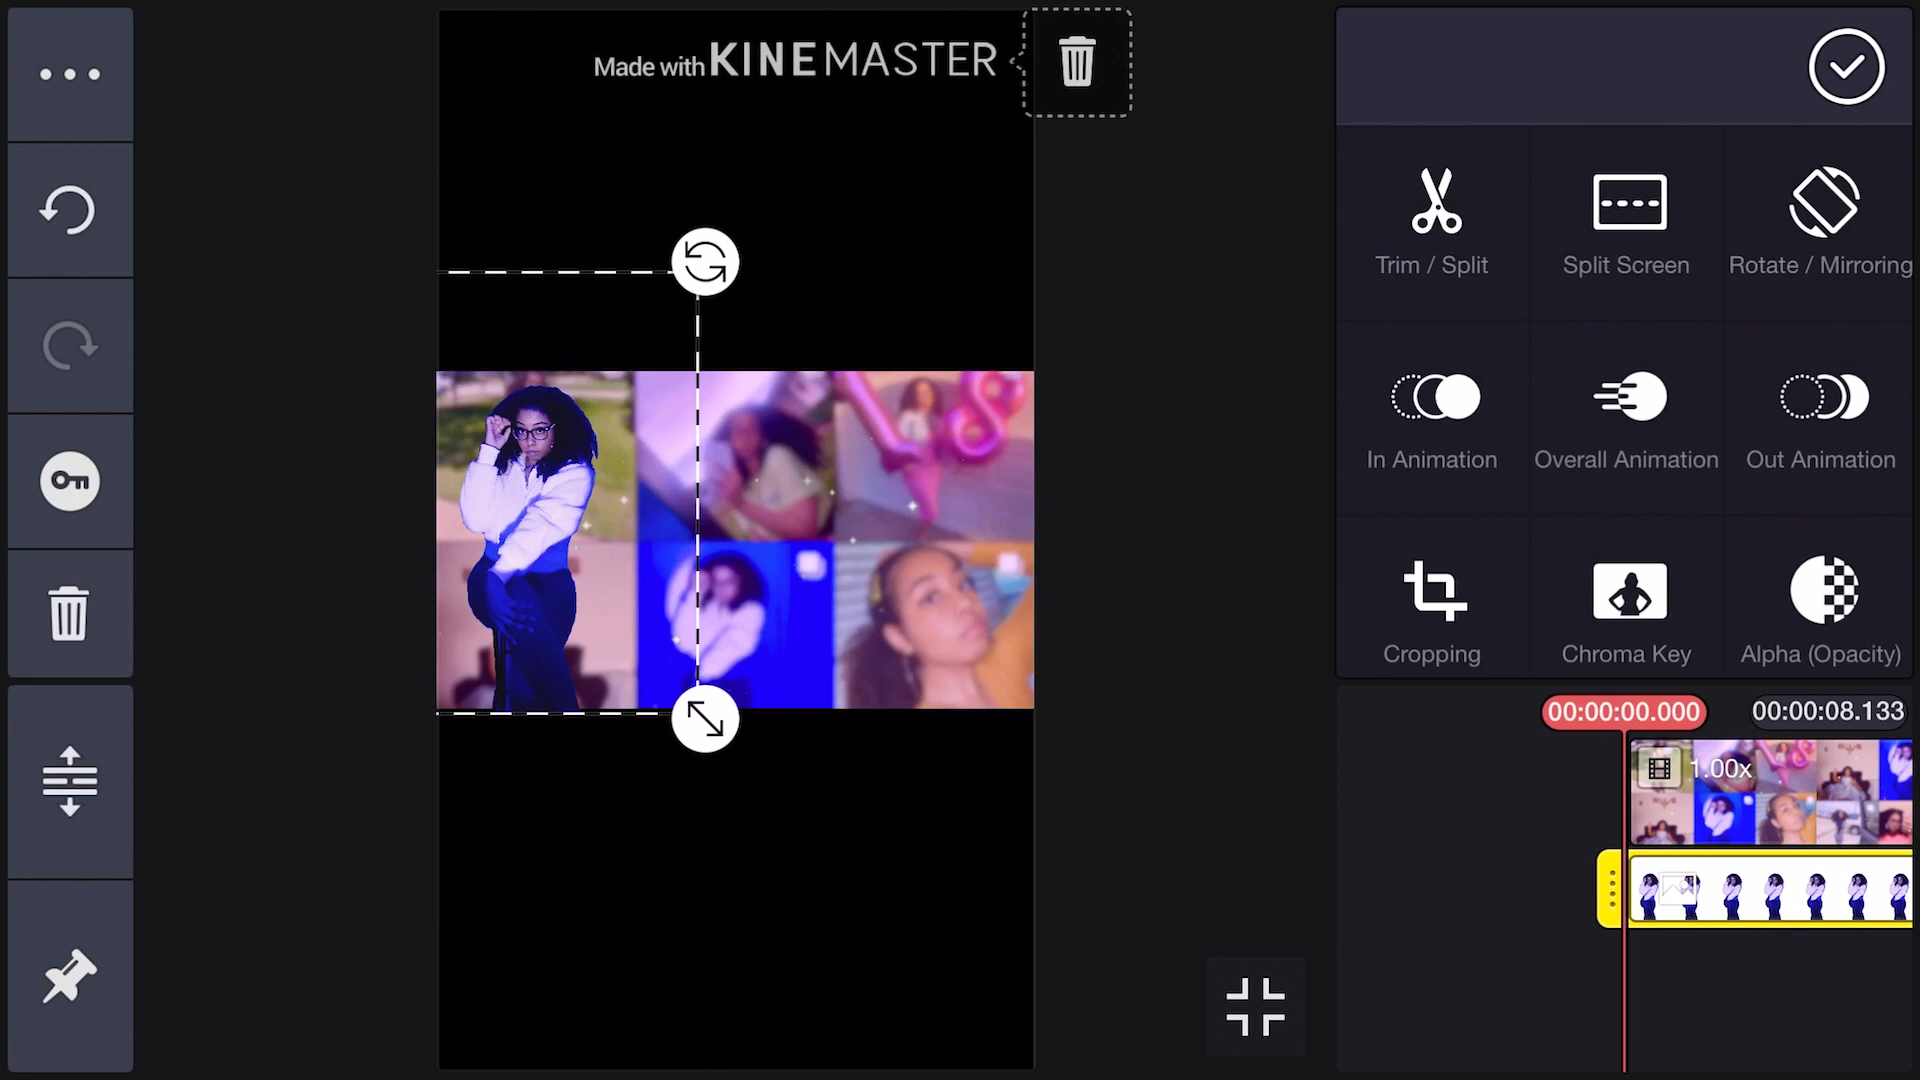 Made with KINEMASTER
Trim / Split
Split Screen
Rotate / Mirroring
In Animation
Overall Animation
Out Animation
Cropping
Chroma Key
Alpha (Opacity)
00:00:00.000
00:00:08.133
1.00x